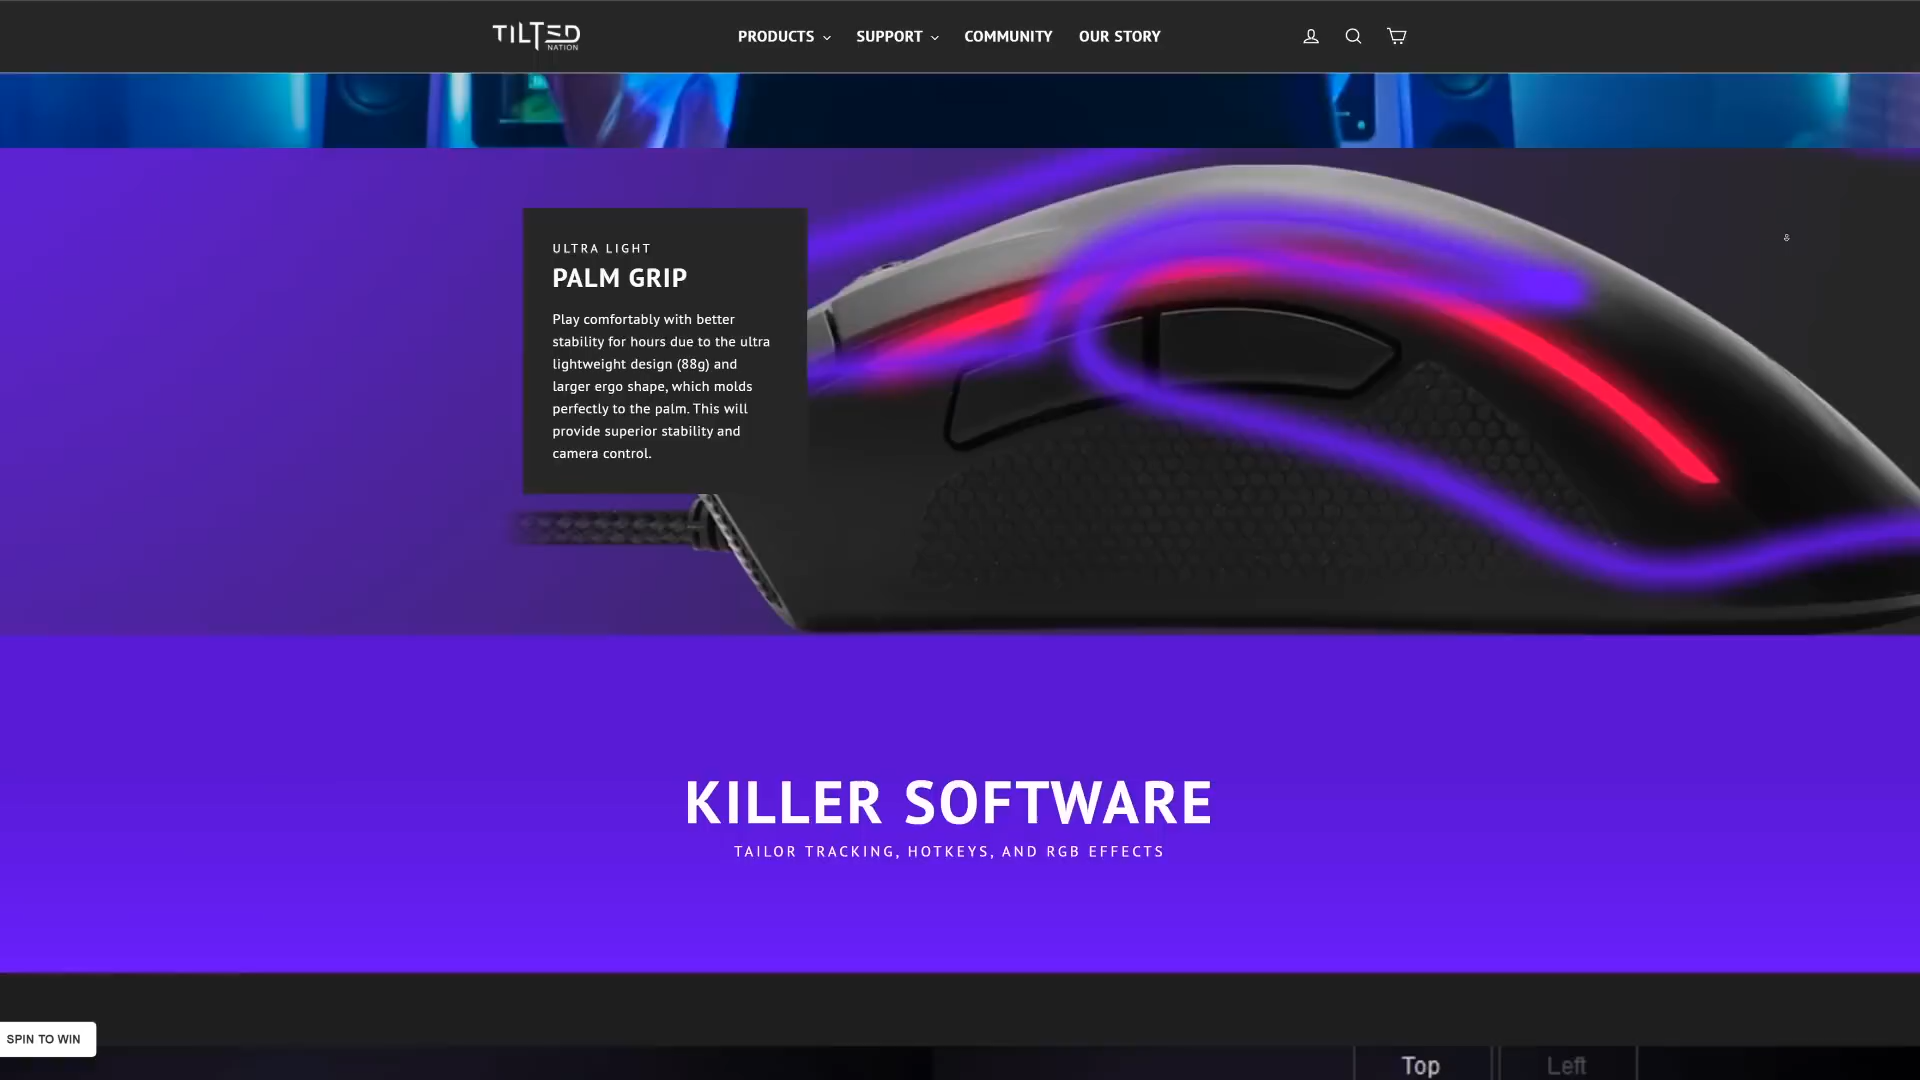 TILTED
NATION
PRODUCTS
SUPPORT
COMMUNITY
OUR STORY
ULTRA LIGHT
PALM GRIP
Play comfortably with better
stability for hours due to the ultra
lightweight design (88g) and
larger ergo shape, which molds
perfectly to the palm. This will
provide superior stability and
camera control.
KILLER SOFTWARE
TAILOR TRACKING, HOTKEYS, AND RGB EFFECTS
SPIN TO WIN
Top
Left